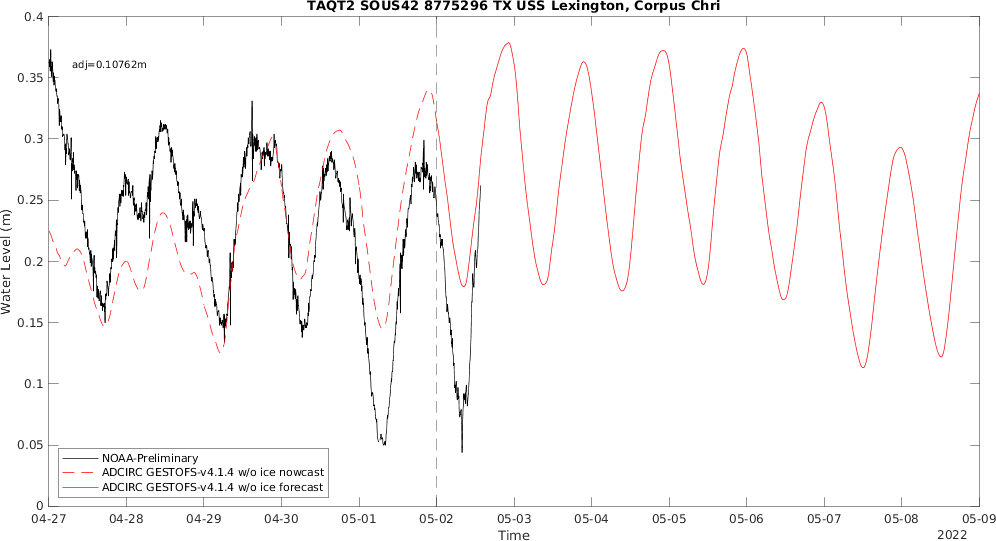 TAQT2 SOUS42 8775296 TX USS Lexington, Corpus Chri
0.4
0.35
0.3
0.25
0.2
0.15
0.1
0.05
0
Water Level (m)
adj=0.10762m
NOAA-Preliminary
ADCIRC GESTOFS-v4.1.4 w/o ice nowcast
ADCIRC GESTOFS-v4.1.4 w/o ice forecast
04-27 04-28 04-29 04-30 05-01 05-02 05-03 05-04 05-05 05-06 05-07 05-08 05-09
Time
2022